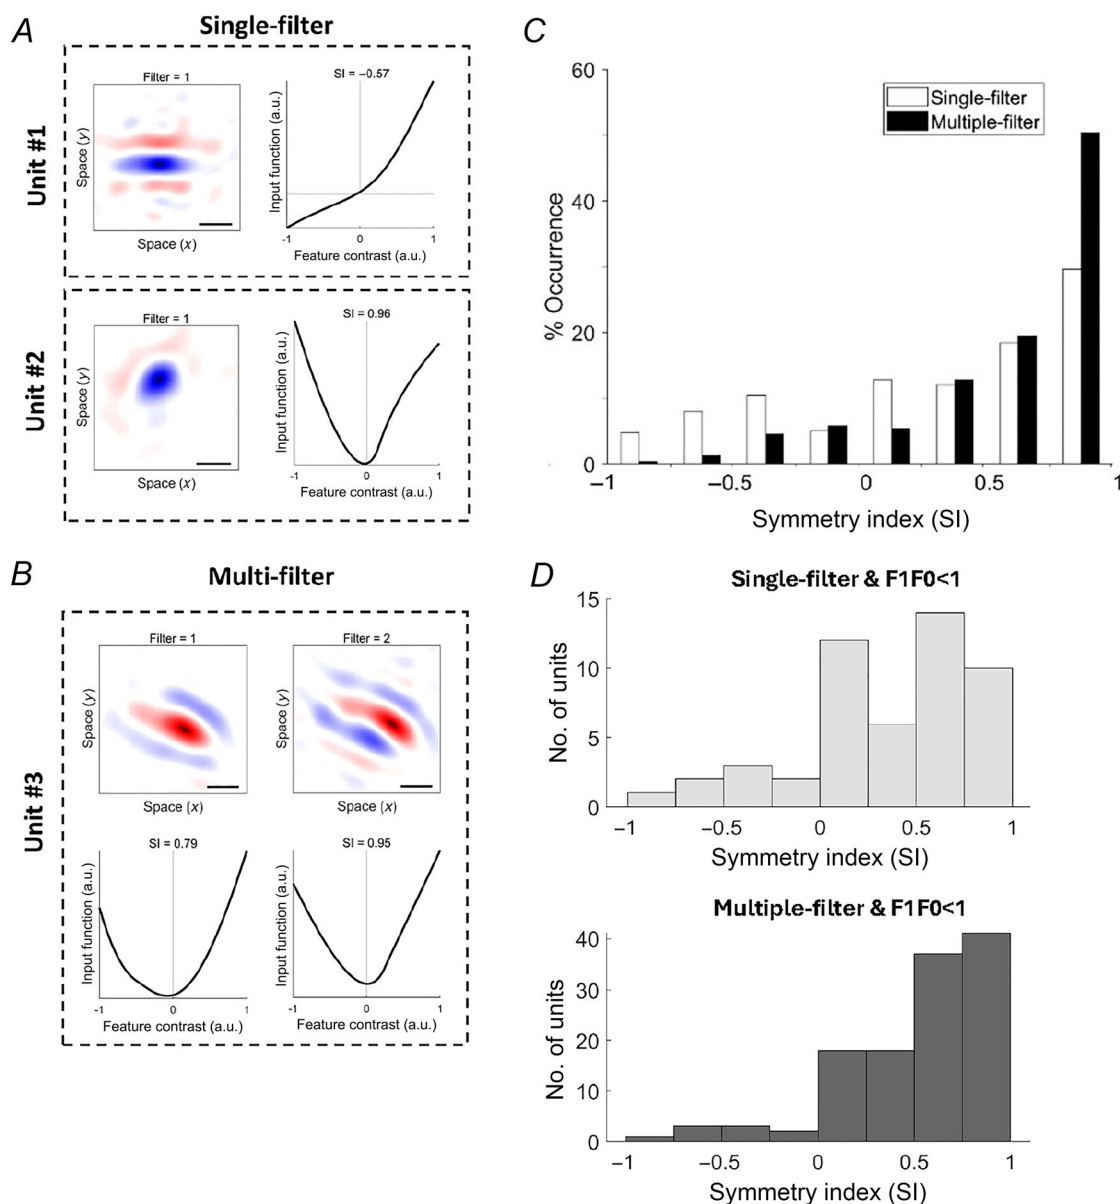 A
Single-filter
Unit #1
Filter = 1
Space (y)
Space (x)
SI = −0.57
Input function (a.u.)
-1
0
1
Feature contrast (a.u.)
Unit #2
Filter = 1
Space (y)
Space (x)
SI = 0.96
Input function (a.u.)
-1
0
1
Feature contrast (a.u.)
B
Multi-filter
Unit #3
Filter = 1
Space (y)
Space (x)
Filter = 2
Space (y)
Space (x)
SI = 0.79
Input function (a.u.)
-1
0
1
Feature contrast (a.u.)
SI = 0.95
Input function (a.u.)
-1
0
1
Feature contrast (a.u.)
C
Single-filter
Multiple-filter
% Occurrence
60
40
20
0
−1
−0.5
0
0.5
1
Symmetry index (SI)
D
Single-filter & F1F0<1
No. of units
15
10
5
0
−1
−0.5
0
0.5
1
Symmetry index (SI)
Multiple-filter & F1F0<1
No. of units
40
30
20
10
0
−1
−0.5
0
0.5
1
Symmetry index (SI)